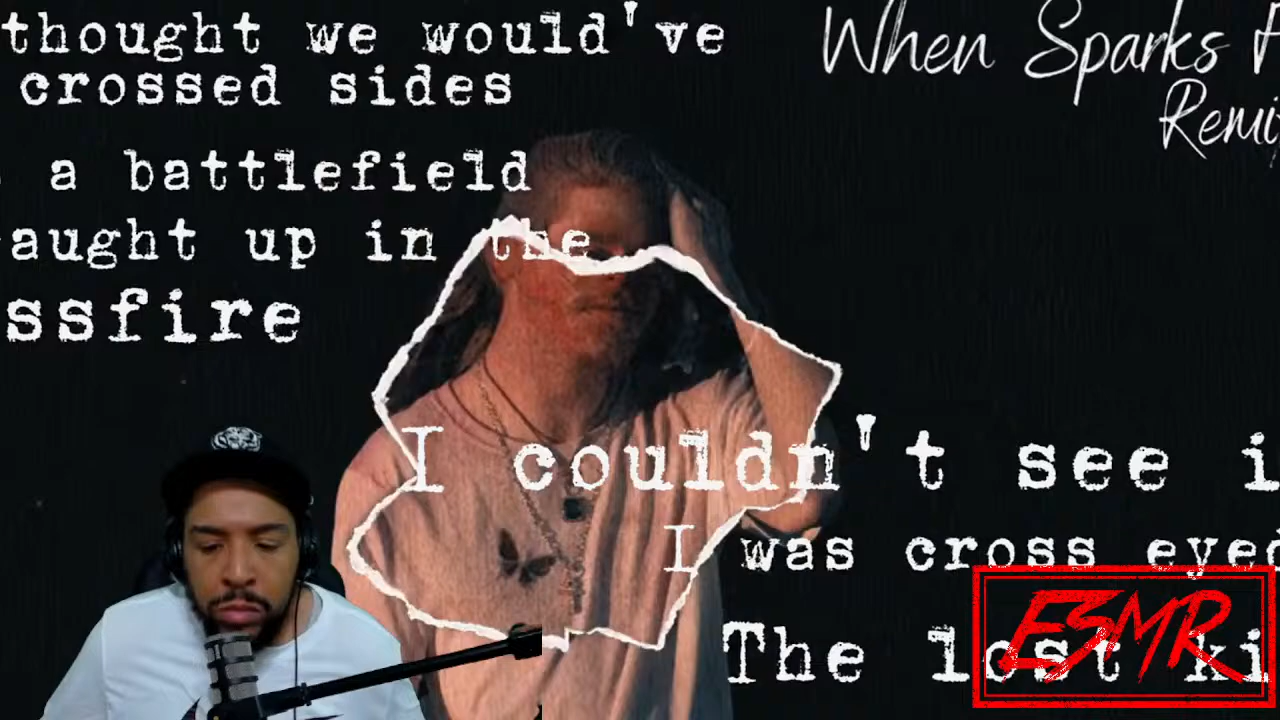 thought we would've
crossed sides
a battlefield
aught up in the
ssfire
When Sparks F
Remi
I couldn't see i
I was cross eyed
The lost ki
ESMR